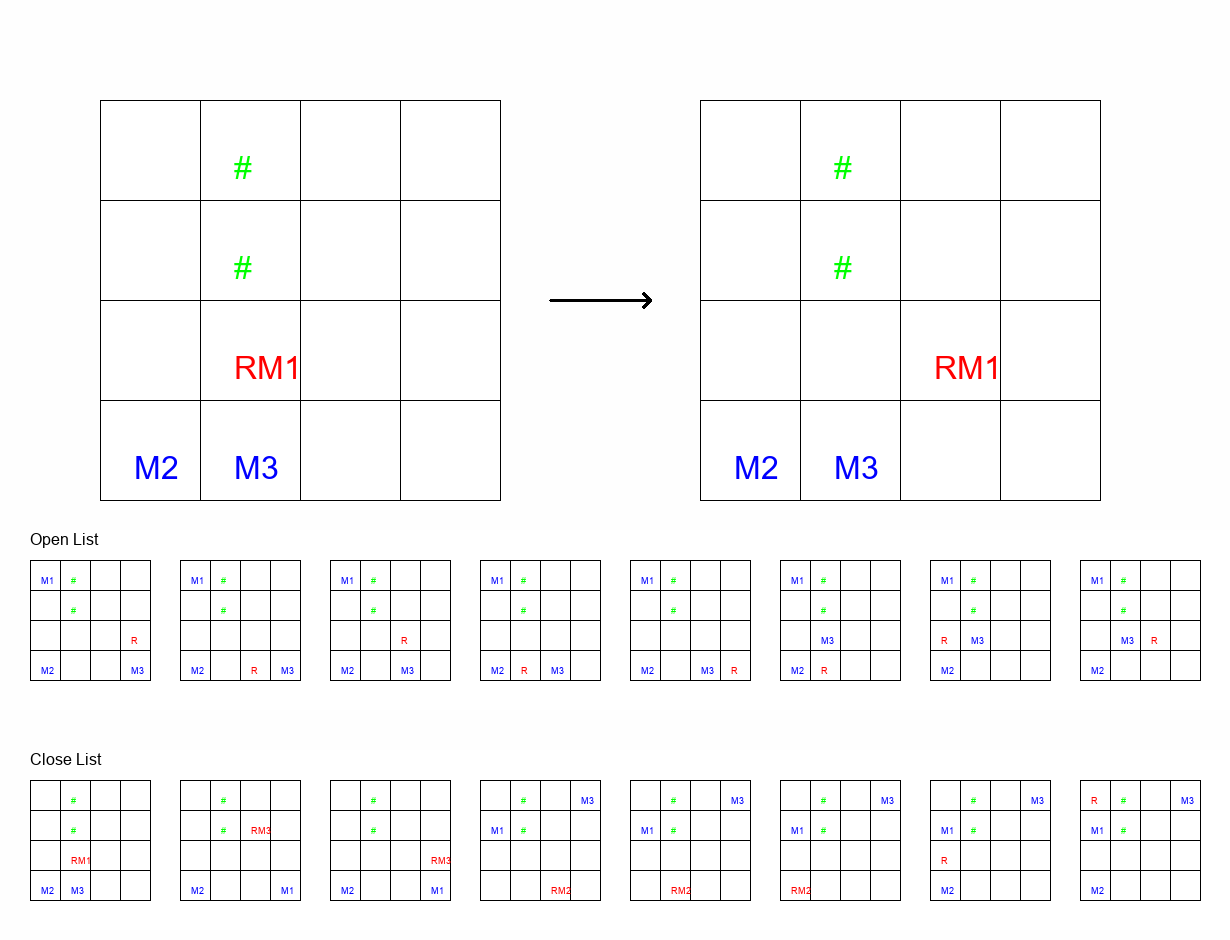 # #
# #
RM1 RM1
M2 M3 M2 M3
Open List
M1 # M1 # M1 # M1 # M1 # M1 # M1 # M1 #
# # # # # # # #
R R M3 R M3 M3 R
M2 M3 M2 R M3 M2 M3 M2 R M3 M2 M3 R M2 R M2 M2
Close List
# # # # M3 # M3 # M3 # M3 R # M3
# # RM3 # M1 # M1 # M1 # M1 # M1 #
RM1 RM3 R
M2 M3 M2 M1 M2 M1 RM2 RM2 RM2 M2 M2